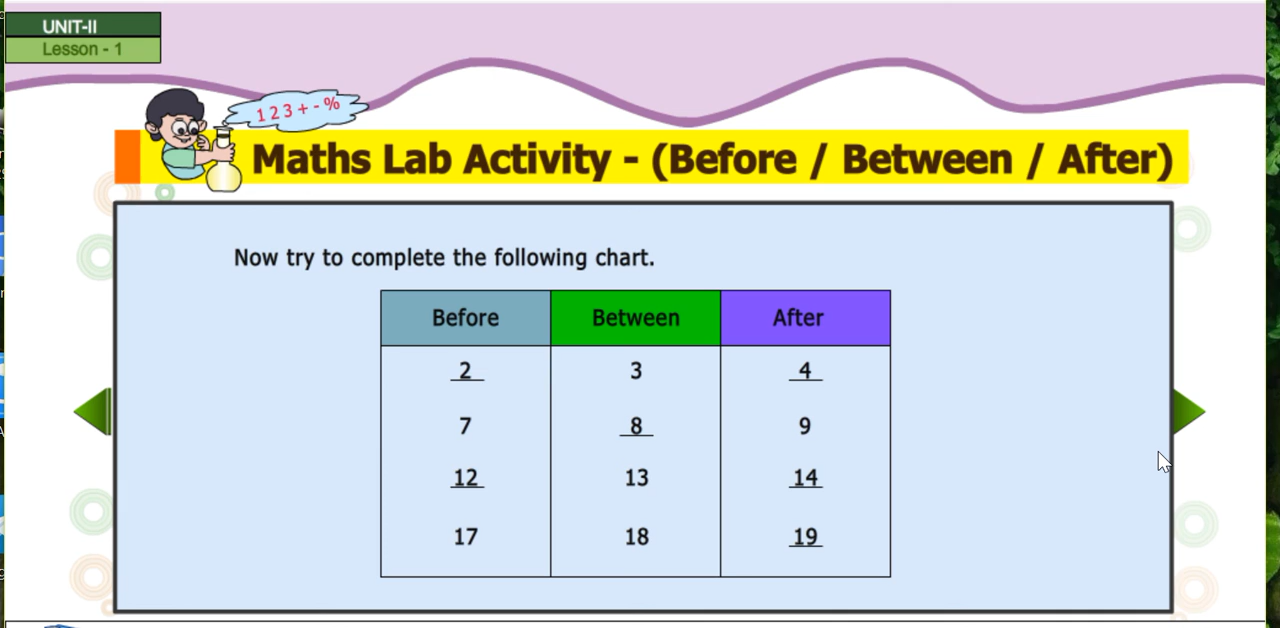 UNIT-II
Lesson - 1
1 2 3 + - %
Maths Lab Activity - (Before / Between / After)
Now try to complete the following chart.
Before Between After
2 3 4
7 8 9
12 13 14
17 18 19